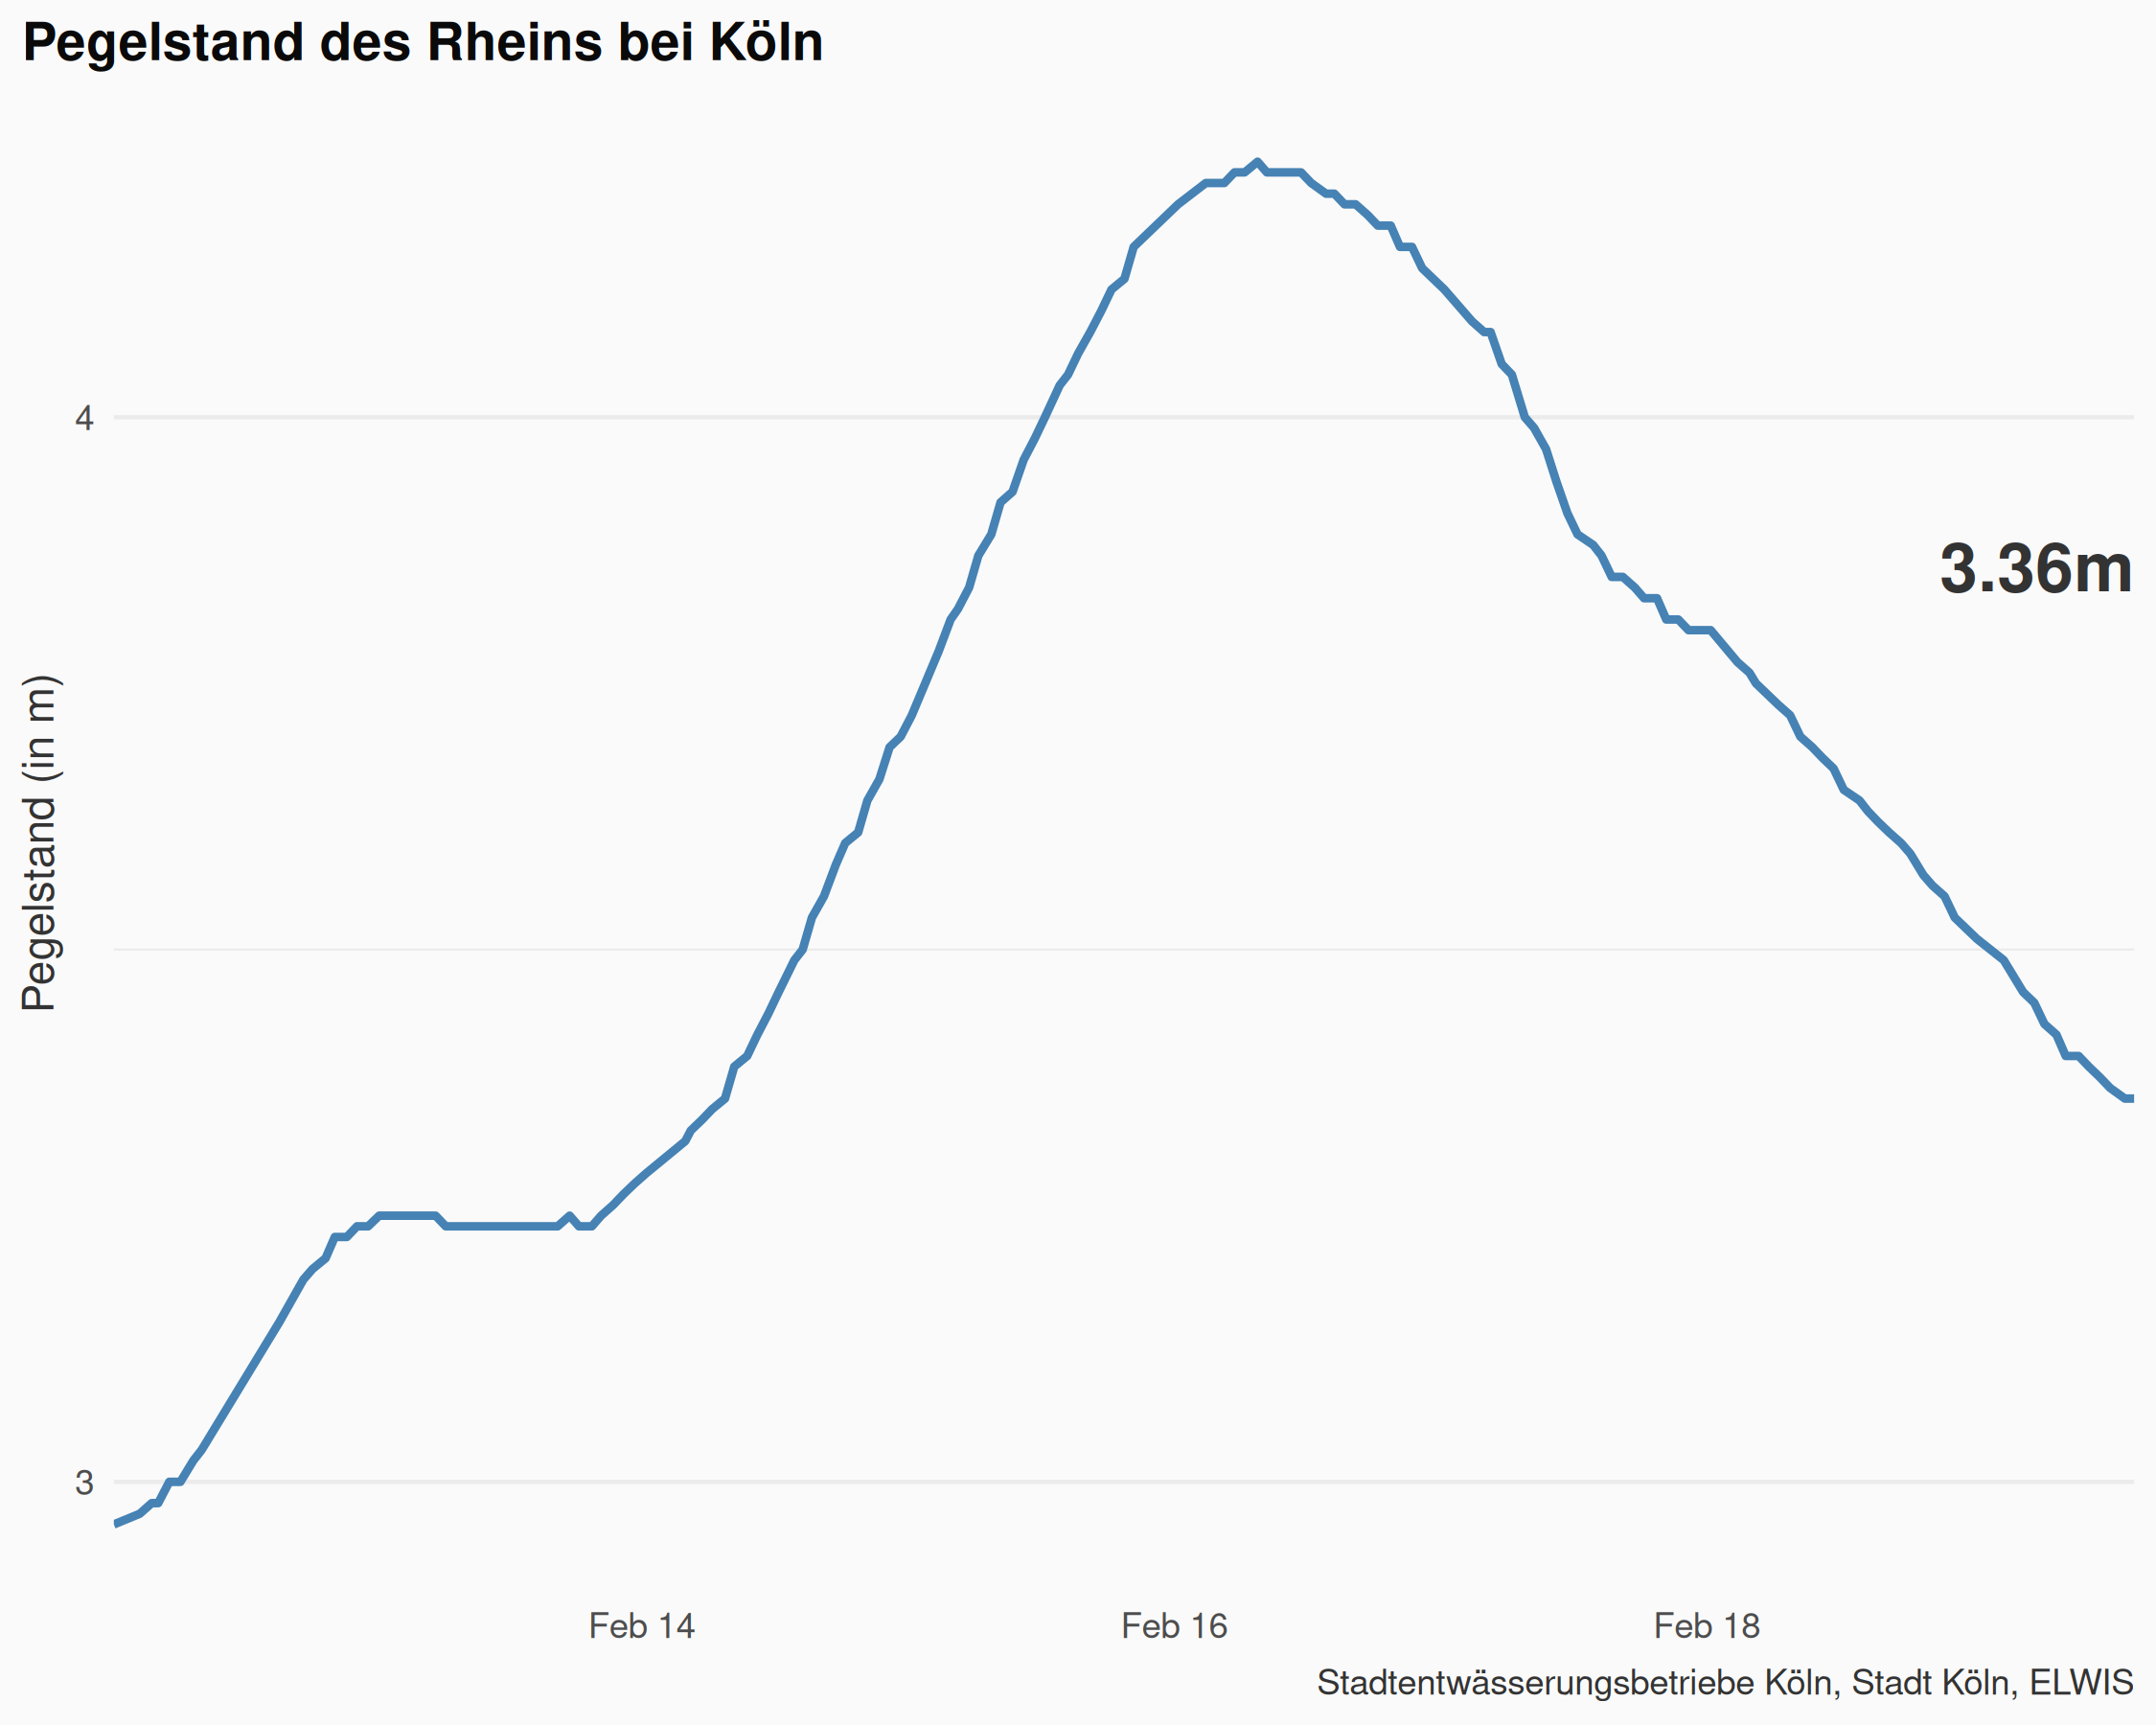 Pegelstand des Rheins bei Köln
Pegelstand (in m)
4
3
3.36m
Feb 14
Feb 16
Feb 18
Stadtentwässerungsbetriebe Köln, Stadt Köln, ELWIS